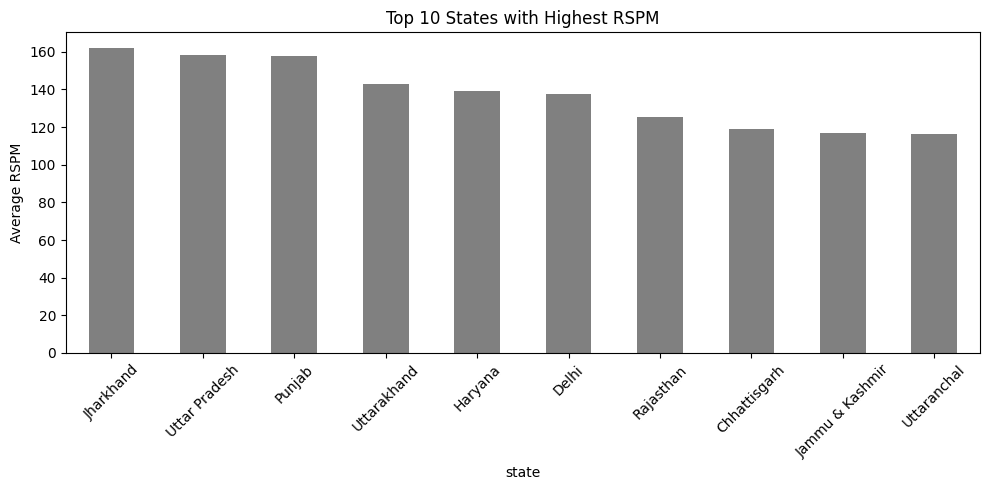 Top 10 States with Highest RSPM
Average RSPM
160
140
120
100
80
60
40
20
0
Jharkhand
Uttar Pradesh
Punjab
Uttarakhand
Haryana
Delhi
Rajasthan
Chhattisgarh
Jammu & Kashmir
Uttaranchal
state